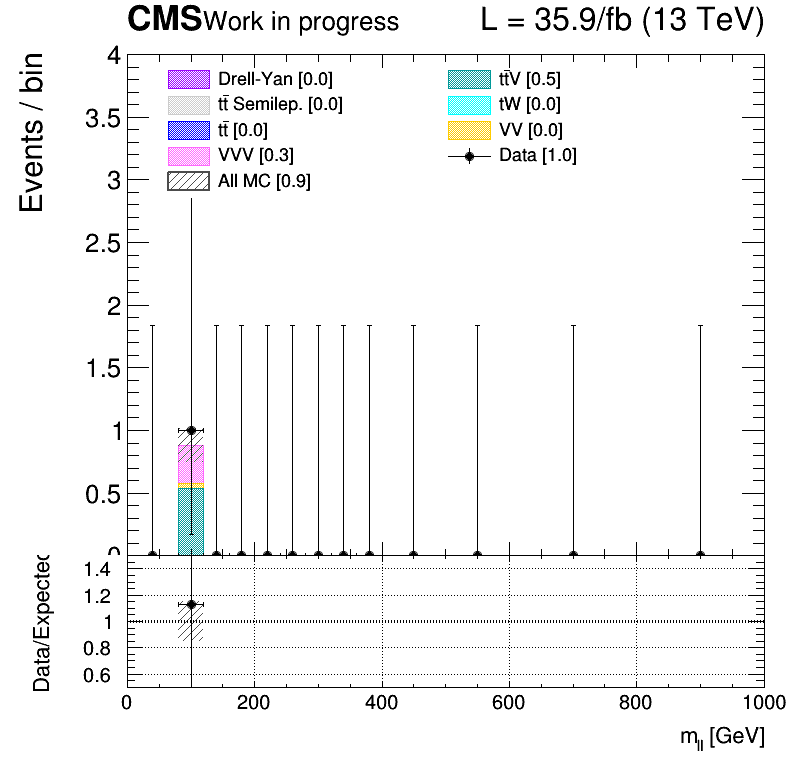 CMS Work in progress L = 35.9/fb (13 TeV)
Events / bin
4
3.5
3
2.5
2
1.5
1
0.5
0
Drell-Yan [0.0]
tt̄ Semilep. [0.0]
tt̄ [0.0]
VVV [0.3]
All MC [0.9]
tt̄V [0.5]
tW [0.0]
VV [0.0]
Data [1.0]
Data/Expected
1.4
1.2
1
0.8
0.6
0 200 400 600 800 1000
m_ll [GeV]